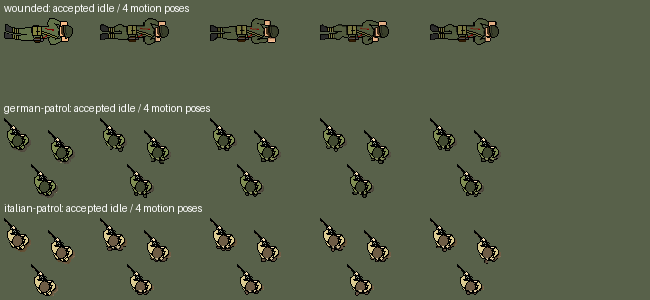 wounded: accepted idle / 4 motion poses
german-patrol: accepted idle / 4 motion poses
italian-patrol: accepted idle / 4 motion poses